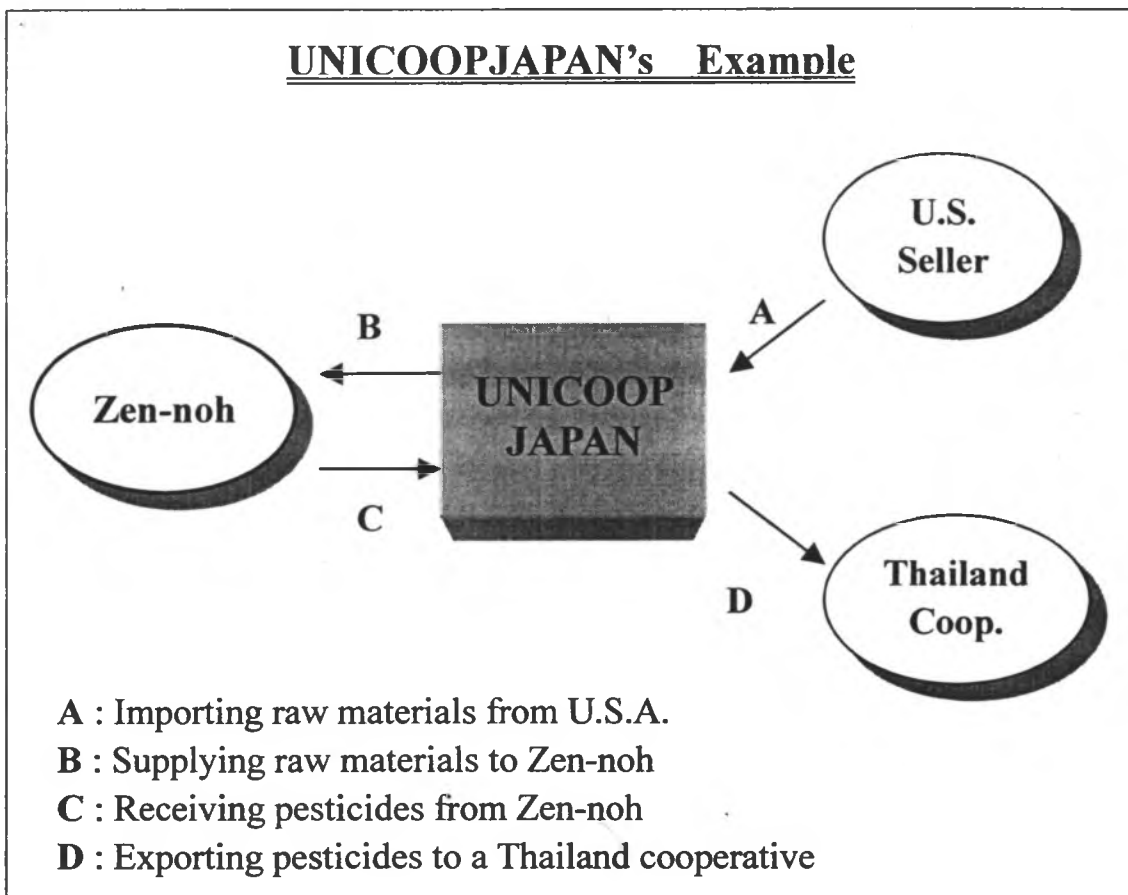 UNICOOPJAPAN's Example
U.S.
Seller
A
B
Zen-noh
UNICOOP
JAPAN
C
D
Thailand
Coop.
A : Importing raw materials from U.S.A.
B : Supplying raw materials to Zen-noh
C : Receiving pesticides from Zen-noh
D : Exporting pesticides to a Thailand cooperative